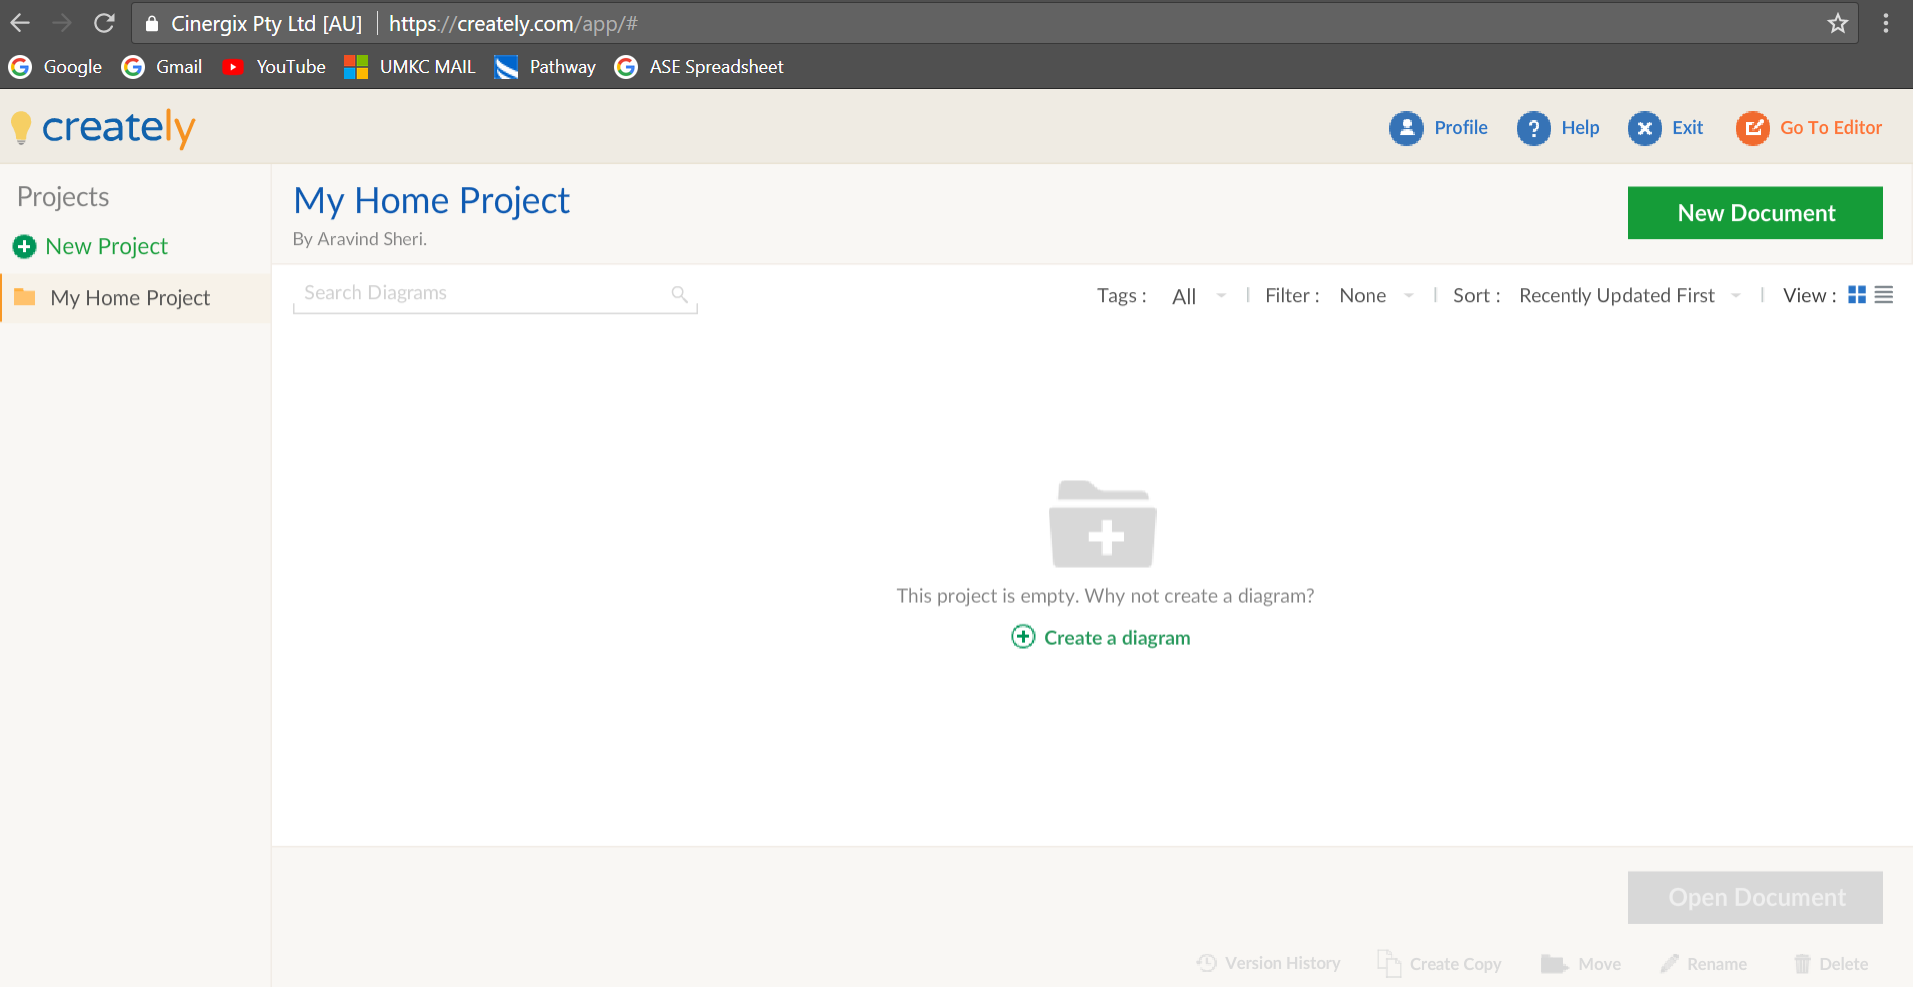 Cinergix Pty Ltd [AU] https://creately.com/app/#
Google Gmail YouTube UMKC MAIL Pathway ASE Spreadsheet
creately
Profile Help Exit Go To Editor
Projects
New Project
My Home Project
My Home Project
By Aravind Sheri.
New Document
Search Diagrams
Tags : All Filter : None Sort : Recently Updated First View :
This project is empty. Why not create a diagram?
Create a diagram
Open Document
Version History Create Copy Move Rename Delete